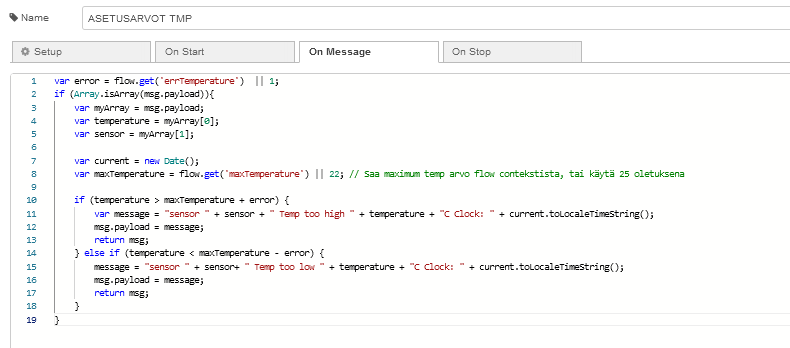 Name
ASETUSARVOT TMP
Setup
On Start
On Message
On Stop
1 var error = flow.get('errTemperature') || 1;
2 if (Array.isArray(msg.payload)){
3 var myArray = msg.payload;
4 var temperature = myArray[0];
5 var sensor = myArray[1];
6
7 var current = new Date();
8 var maxTemperature = flow.get('maxTemperature') || 22; // Saa maximum temp arvo flow contekstista, tai käytä 25 oletuksena
9
10 if (temperature > maxTemperature + error) {
11 var message = "sensor " + sensor + " Temp too high " + temperature + "C Clock: " + current.toLocaleTimeString();
12 msg.payload = message;
13 return msg;
14 } else if (temperature < maxTemperature - error) {
15 message = "sensor " + sensor+ " Temp too low " + temperature + "C Clock: " + current.toLocaleTimeString();
16 msg.payload = message;
17 return msg;
18 }
19 }